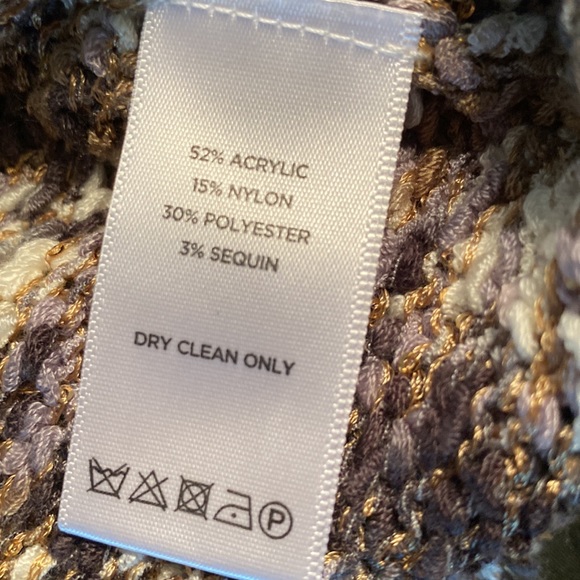 52% ACRYLIC
15% NYLON
30% POLYESTER
3% SEQUIN
DRY CLEAN ONLY
P